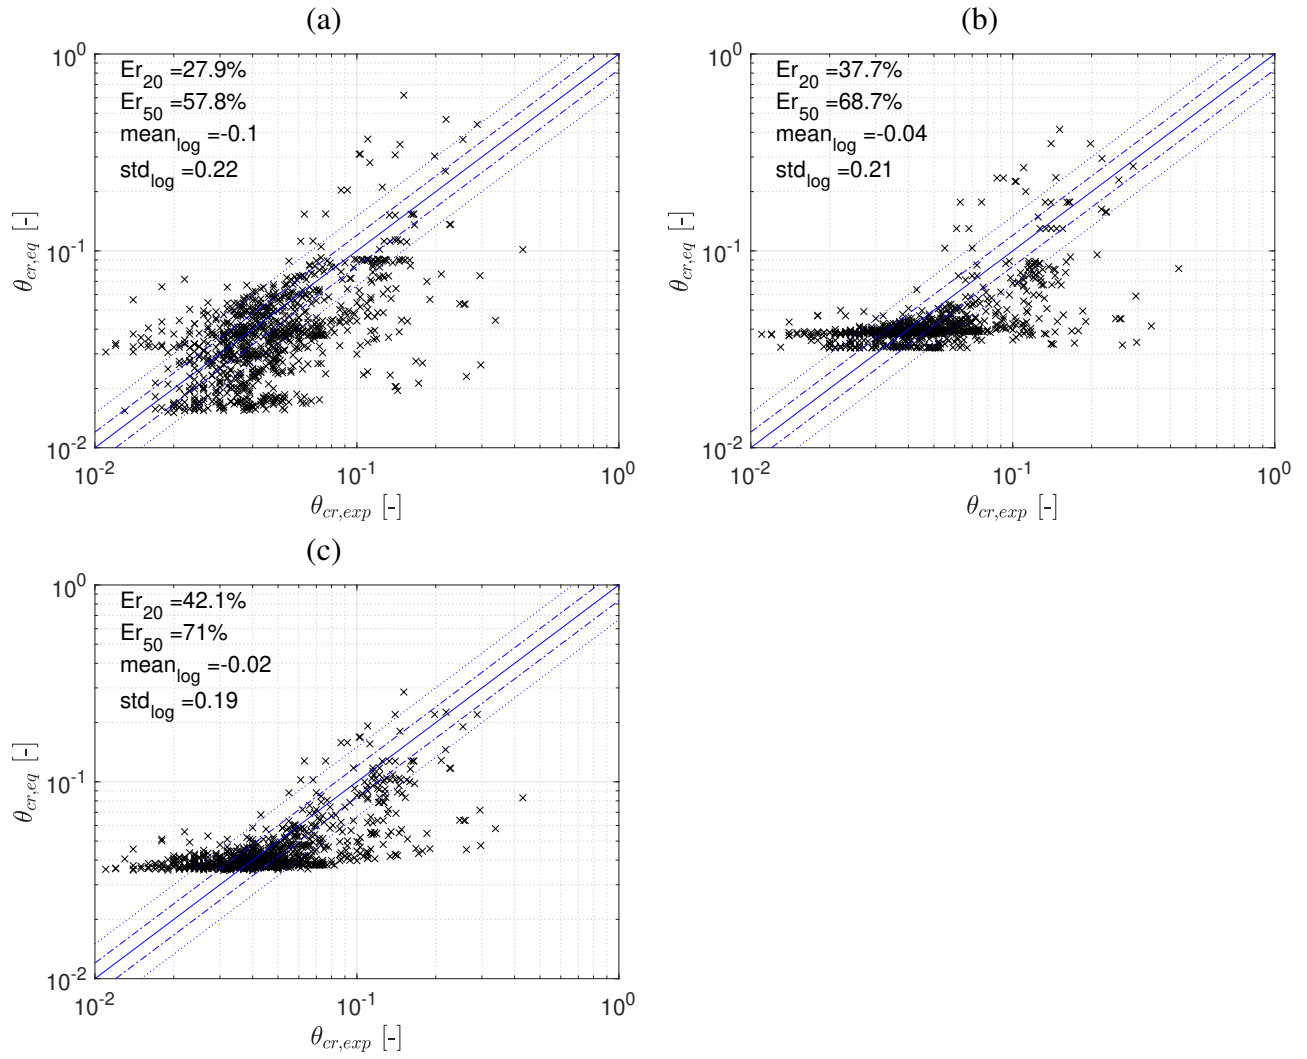 (a)
Er20 =27.9%
Er50 =57.8%
meanlog =-0.1
stdlog =0.22
10^0
10^-1
10^-2
θcr,eq [-]
10^-2
10^-1
10^0
θcr,exp [-]
(b)
Er20 =37.7%
Er50 =68.7%
meanlog =-0.04
stdlog =0.21
10^0
10^-1
10^-2
θcr,eq [-]
10^-2
10^-1
10^0
θcr,exp [-]
(c)
Er20 =42.1%
Er50 =71%
meanlog =-0.02
stdlog =0.19
10^0
10^-1
10^-2
θcr,eq [-]
10^-2
10^-1
10^0
θcr,exp [-]